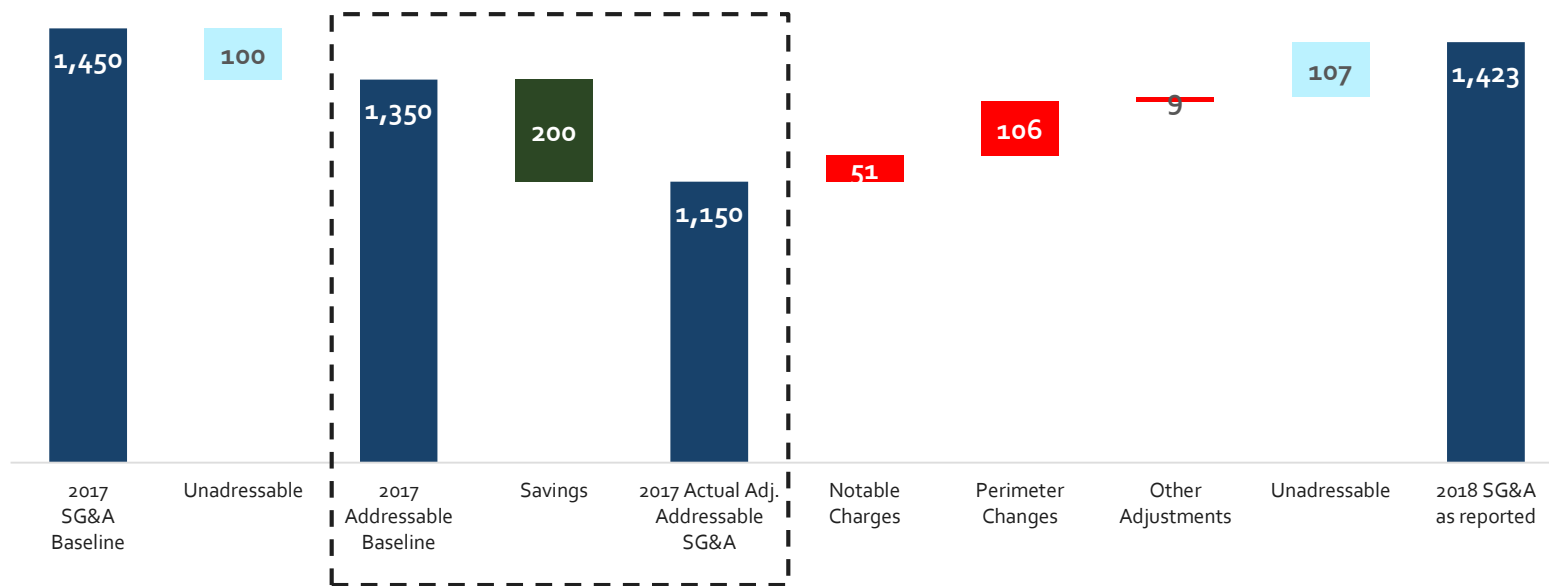 1,450
100
1,350
200
1,150
51
106
9
107
1,423
2017
SG&A
Baseline
Unadressable
2017
Addressable
Baseline
Savings
2017 Actual Adj.
Addressable
SG&A
Notable
Charges
Perimeter
Changes
Other
Adjustments
Unadressable
2018 SG&A
as reported